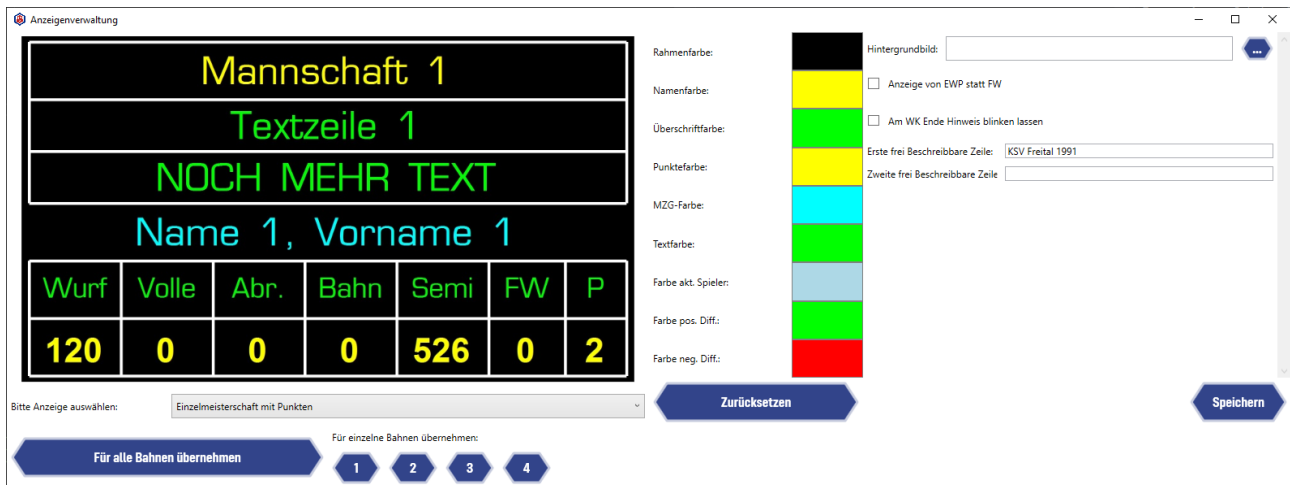 Anzeigenverwaltung
Mannschaft 1
Textzeile 1
NOCH MEHR TEXT
Name 1, Vorname 1
Wurf Volle Abr. Bahn Semi FW P
120 0 0 0 526 0 2
Bitte Anzeige auswählen: Einzelmeisterschaft mit Punkten
Für alle Bahnen übernehmen
Für einzelne Bahnen übernehmen:
1 2 3 4
Rahmenfarbe:
Namenfarbe:
Überschriftfarbe:
Punktefarbe:
MZG-Farbe:
Textfarbe:
Farbe akt. Spieler:
Farbe pos. Diff.:
Farbe neg. Diff.:
Zurücksetzen
Hintergrundbild: ...
Anzeige von EWP statt FW
Am WK Ende Hinweis blinken lassen
Erste frei Beschreibbare Zeile: KSV Freital 1991
Zweite frei Beschreibbare Zeile
Speichern